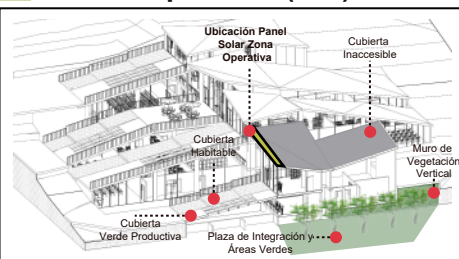 Ubicación Panel
Solar Zona
Operativa
Cubierta
Inaccesible
Cubierta
Habitable
Muro de
Vegetación
Vertical
Cubierta
Verde Productiva
Plaza de Integración y
Áreas Verdes